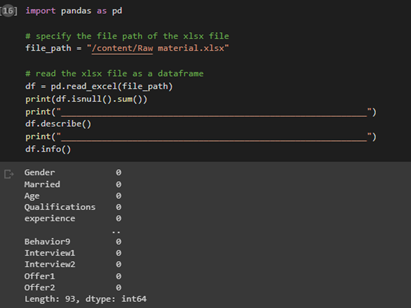 [16] import pandas as pd
# specify the file path of the xlsx file
file_path = "/content/Raw material.xlsx"
# read the xlsx file as a dataframe
df = pd.read_excel(file_path)
print(df.isnull().sum())
print("____________________________________________________________")
df.describe()
print("____________________________________________________________")
df.info()
Gender 0
Married 0
Age 0
Qualifications 0
experience 0
..
Behavior9 0
Interview1 0
Interview2 0
Offer1 0
Offer2 0
Length: 93, dtype: int64